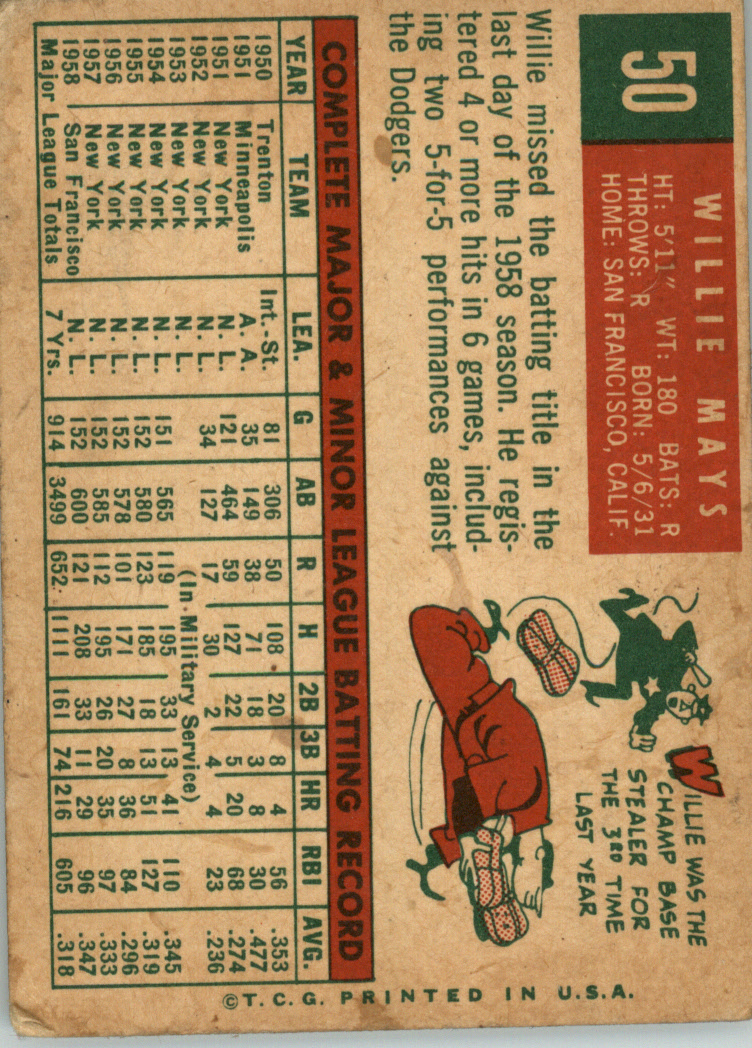 50
WILLIE MAYS
HT: 5'11" WT: 180 BATS: R
THROWS: R BORN: 5/6/31
HOME: SAN FRANCISCO, CALIF.
Willie missed the batting title in the
last day of the 1958 season. He regis-
tered 4 or more hits in 6 games, includ-
ing two 5-for-5 performances against
the Dodgers.
WILLIE WAS THE
CHAMP BASE
STEALER FOR
THE 3RD TIME
LAST YEAR
COMPLETE MAJOR & MINOR LEAGUE BATTING RECORD
YEAR TEAM LEA. G AB R H 2B 3B HR RBI AVG.
1950 Trenton Int.-St. 81 306 50 108 20 8 4 56 .353
1951 Minneapolis A. A. 35 149 38 71 18 3 8 30 .477
1951 New York N. L. 121 464 59 127 22 5 20 68 .274
1952 New York N. L. 34 127 17 30 2 4 4 23 .236
1953 New York N. L. (In Military Service)
1954 New York N. L. 151 565 119 195 33 13 41 110 .345
1955 New York N. L. 152 580 123 185 18 13 51 127 .319
1956 New York N. L. 152 578 101 171 27 8 36 84 .296
1957 New York N. L. 152 585 112 195 26 20 35 97 .333
1958 San Francisco N. L. 152 600 121 208 33 11 29 96 .347
Major League Totals 7 Yrs. 914 3499 652 1111 161 74 216 605 .318
©T. C. G. PRINTED IN U.S.A.